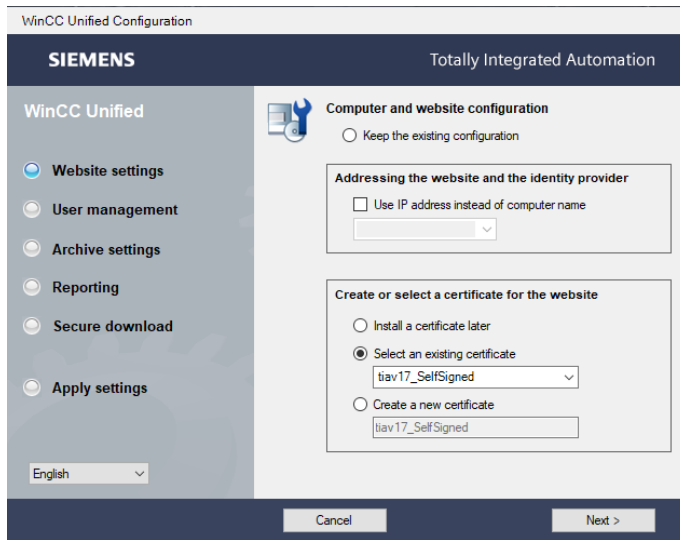 WinCC Unified Configuration
SIEMENS
Totally Integrated Automation
WinCC Unified
Website settings
User management
Archive settings
Reporting
Secure download
Apply settings
English
Computer and website configuration
Keep the existing configuration
Addressing the website and the identity provider
Use IP address instead of computer name
Create or select a certificate for the website
Install a certificate later
Select an existing certificate
tiav17_SelfSigned
Create a new certificate
tiav17_SelfSigned
Cancel
Next >